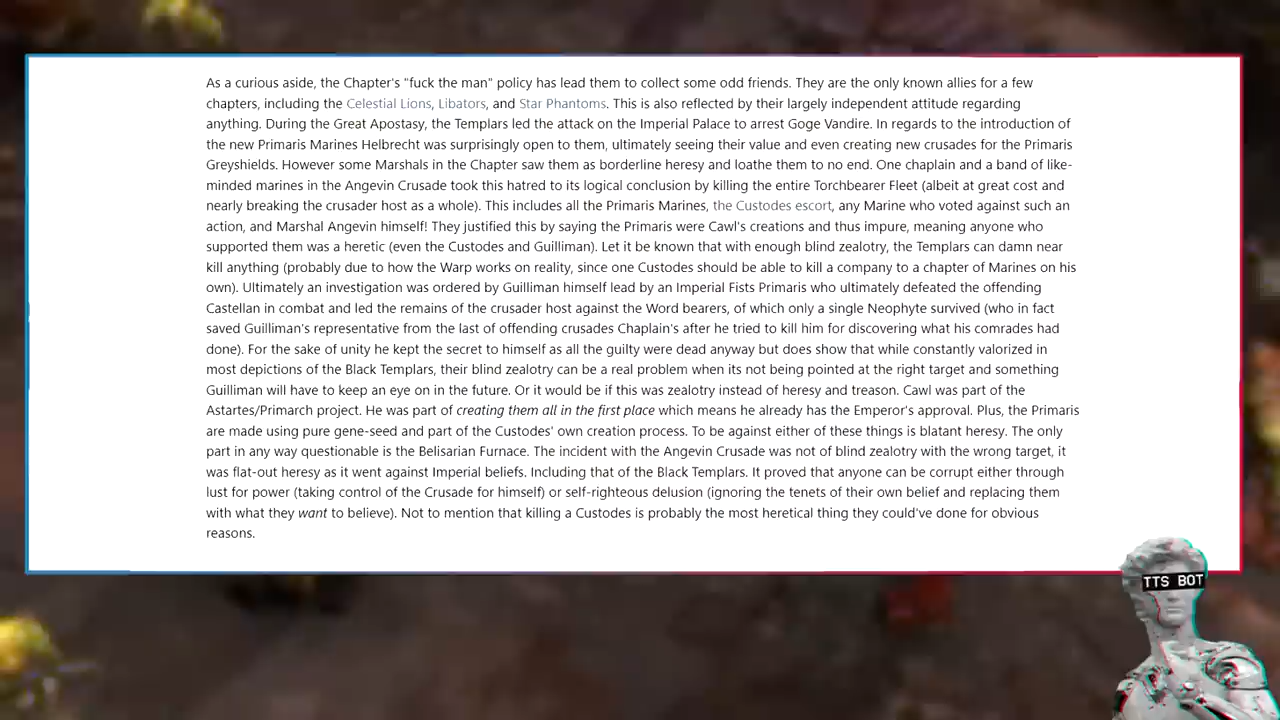 As a curious aside, the Chapter's "fuck the man" policy has lead them to collect some odd friends. They are the only known allies for a few
chapters, including the Celestial Lions, Libators, and Star Phantoms. This is also reflected by their largely independent attitude regarding
anything. During the Great Apostasy, the Templars led the attack on the Imperial Palace to arrest Goge Vandire. In regards to the introduction of
the new Primaris Marines Helbrecht was surprisingly open to them, ultimately seeing their value and even creating new crusades for the Primaris
Greyshields. However some Marshals in the Chapter saw them as borderline heresy and loathe them to no end. One chaplain and a band of like-
minded marines in the Angevin Crusade took this hatred to its logical conclusion by killing the entire Torchbearer Fleet (albeit at great cost and
nearly breaking the crusader host as a whole). This includes all the Primaris Marines, the Custodes escort, any Marine who voted against such an
action, and Marshal Angevin himself! They justified this by saying the Primaris were Cawl's creations and thus impure, meaning anyone who
supported them was a heretic (even the Custodes and Guilliman). Let it be known that with enough blind zealotry, the Templars can damn near
kill anything (probably due to how the Warp works on reality, since one Custodes should be able to kill a company to a chapter of Marines on his
own). Ultimately an investigation was ordered by Guilliman himself lead by an Imperial Fists Primaris who ultimately defeated the offending
Castellan in combat and led the remains of the crusader host against the Word bearers, of which only a single Neophyte survived (who in fact
saved Guilliman's representative from the last of offending crusades Chaplain's after he tried to kill him for discovering what his comrades had
done). For the sake of unity he kept the secret to himself as all the guilty were dead anyway but does show that while constantly valorized in
most depictions of the Black Templars, their blind zealotry can be a real problem when its not being pointed at the right target and something
Guilliman will have to keep an eye on in the future. Or it would be if this was zealotry instead of heresy and treason. Cawl was part of the
Astartes/Primarch project. He was part of creating them all in the first place which means he already has the Emperor's approval. Plus, the Primaris
are made using pure gene-seed and part of the Custodes' own creation process. To be against either of these things is blatant heresy. The only
part in any way questionable is the Belisarian Furnace. The incident with the Angevin Crusade was not of blind zealotry with the wrong target, it
was flat-out heresy as it went against Imperial beliefs. Including that of the Black Templars. It proved that anyone can be corrupt either through
lust for power (taking control of the Crusade for himself) or self-righteous delusion (ignoring the tenets of their own belief and replacing them
with what they want to believe). Not to mention that killing a Custodes is probably the most heretical thing they could've done for obvious
reasons.
TTS BOT